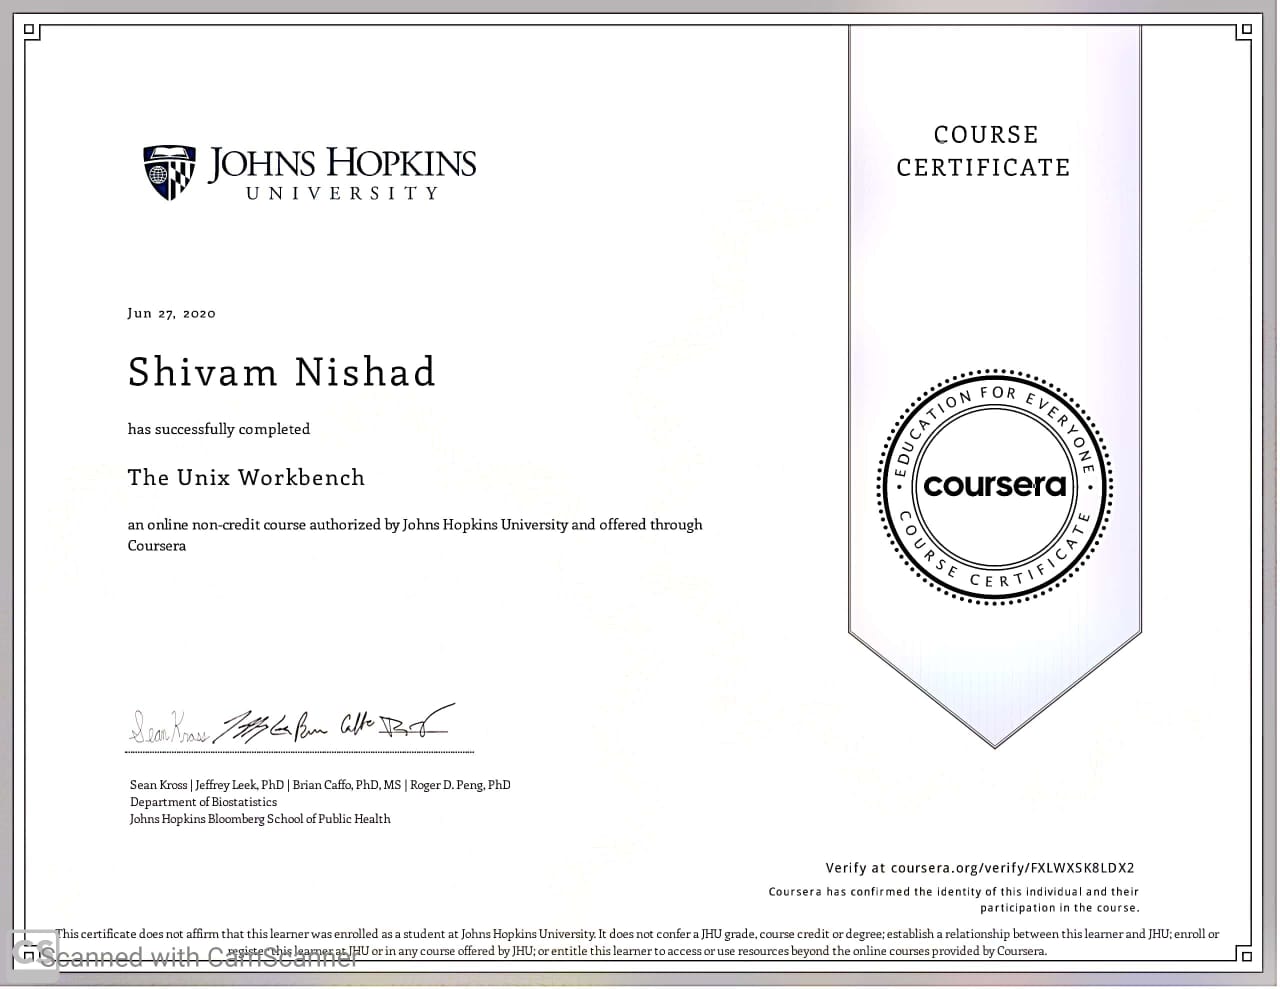 JOHNS HOPKINS
UNIVERSITY
COURSE
CERTIFICATE
Jun 27, 2020
Shivam Nishad
has successfully completed
The Unix Workbench
an online non-credit course authorized by Johns Hopkins University and offered through
Coursera
EDUCATION FOR EVERYONE
coursera
COURSE CERTIFICATE
Sean Kross
Sean Kross | Jeffrey Leek, PhD | Brian Caffo, PhD, MS | Roger D. Peng, PhD
Department of Biostatistics
Johns Hopkins Bloomberg School of Public Health
Verify at coursera.org/verify/FXLWXSK8LDX2
Coursera has confirmed the identity of this individual and their
participation in the course.
This certificate does not affirm that this learner was enrolled as a student at Johns Hopkins University. It does not confer a JHU grade, course credit or degree; establish a relationship between this learner and JHU; enroll or
register this learner at JHU or in any course offered by JHU; or entitle this learner to access or use resources beyond the online courses provided by Coursera.
CS Scanned with CamScanner